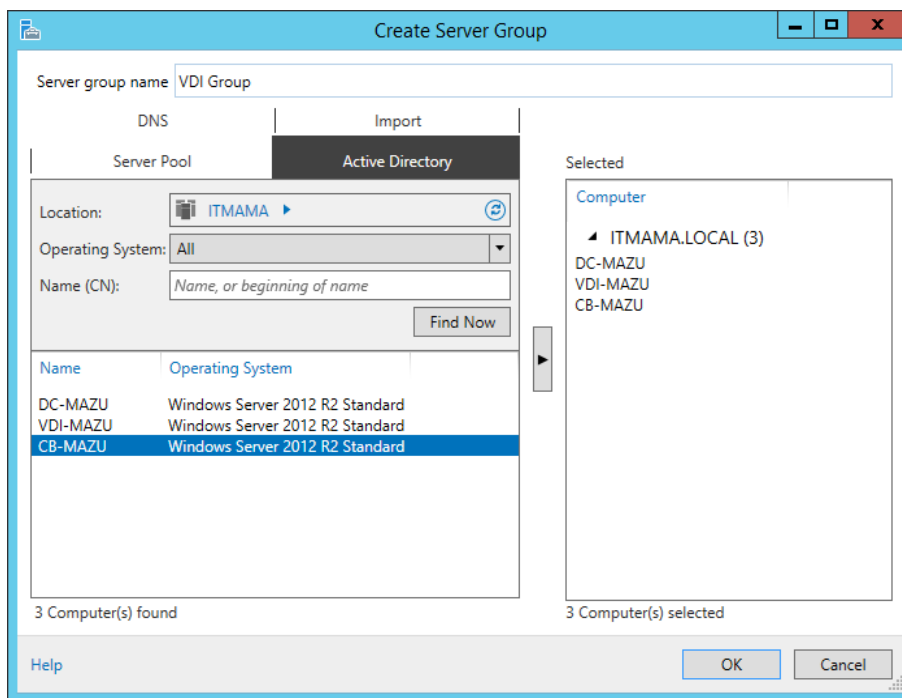 Create Server Group
Server group name VDI Group
DNS Import
Server Pool Active Directory
Location: ITMAMA
Operating System: All
Name (CN): Name, or beginning of name
Find Now
Name Operating System
DC-MAZU Windows Server 2012 R2 Standard
VDI-MAZU Windows Server 2012 R2 Standard
CB-MAZU Windows Server 2012 R2 Standard
3 Computer(s) found
Selected
Computer
ITMAMA.LOCAL (3)
DC-MAZU
VDI-MAZU
CB-MAZU
3 Computer(s) selected
Help OK Cancel